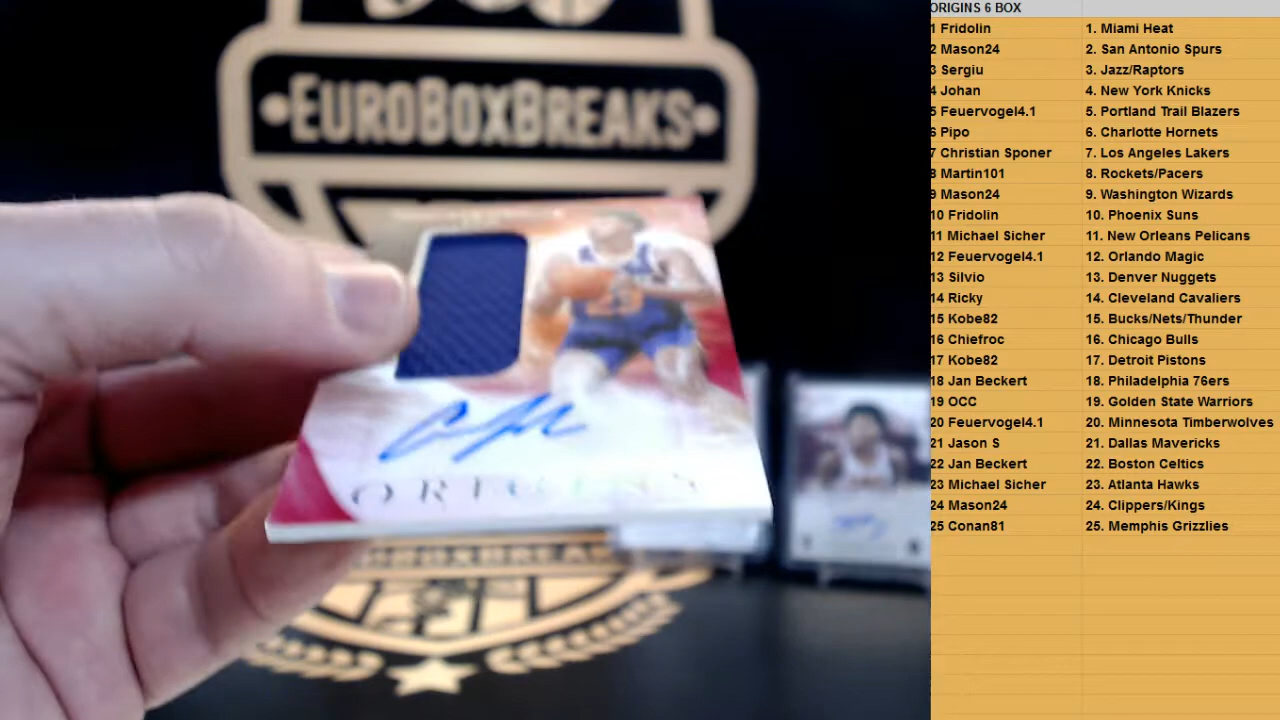 •EUROBOXBREAKS•
ORIGINS
ORIGINS 6 BOX
1 Fridolin 1. Miami Heat
2 Mason24 2. San Antonio Spurs
3 Sergiu 3. Jazz/Raptors
4 Johan 4. New York Knicks
5 Feuervogel4.1 5. Portland Trail Blazers
6 Pipo 6. Charlotte Hornets
7 Christian Sponer 7. Los Angeles Lakers
8 Martin101 8. Rockets/Pacers
9 Mason24 9. Washington Wizards
10 Fridolin 10. Phoenix Suns
11 Michael Sicher 11. New Orleans Pelicans
12 Feuervogel4.1 12. Orlando Magic
13 Silvio 13. Denver Nuggets
14 Ricky 14. Cleveland Cavaliers
15 Kobe82 15. Bucks/Nets/Thunder
16 Chiefroc 16. Chicago Bulls
17 Kobe82 17. Detroit Pistons
18 Jan Beckert 18. Philadelphia 76ers
19 OCC 19. Golden State Warriors
20 Feuervogel4.1 20. Minnesota Timberwolves
21 Jason S 21. Dallas Mavericks
22 Jan Beckert 22. Boston Celtics
23 Michael Sicher 23. Atlanta Hawks
24 Mason24 24. Clippers/Kings
25 Conan81 25. Memphis Grizzlies